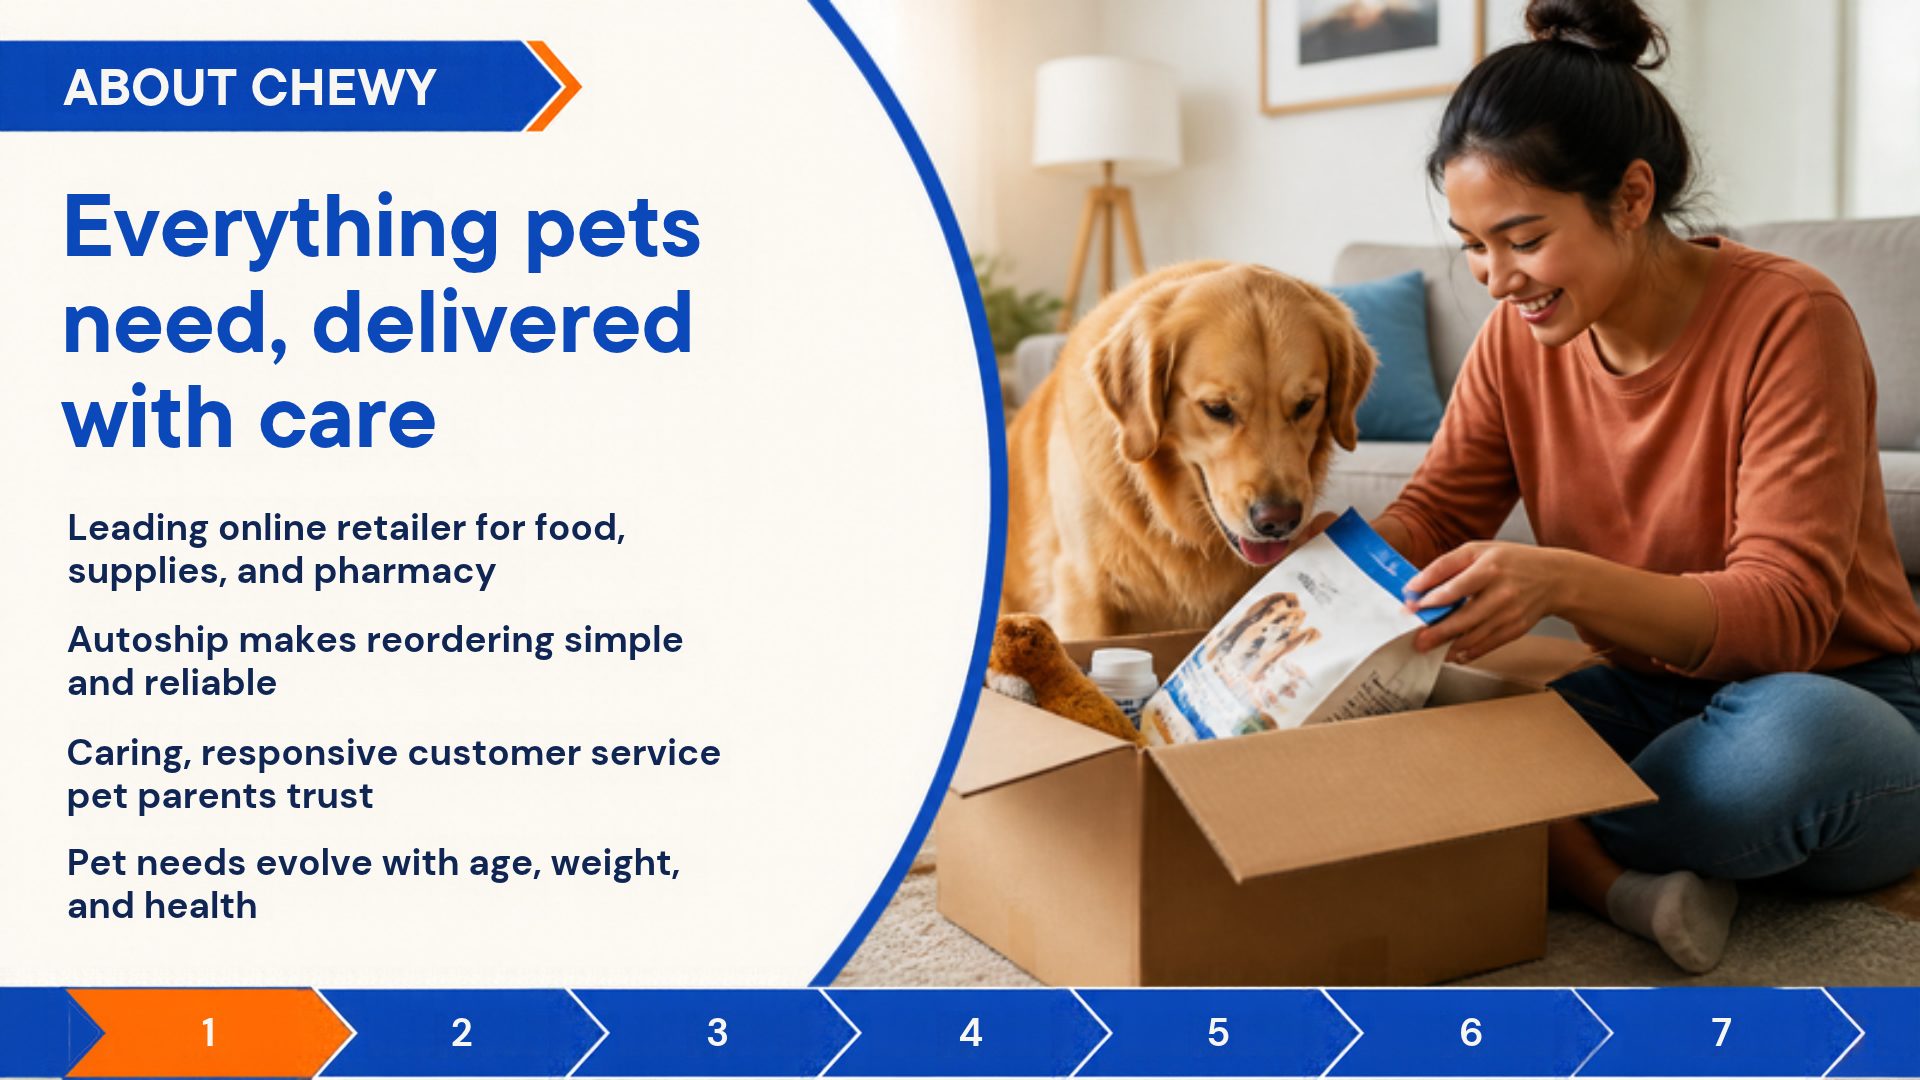 ABOUT CHEWY
Everything pets
need, delivered
with care
Leading online retailer for food,
supplies, and pharmacy
Autoship makes reordering simple
and reliable
Caring, responsive customer service
pet parents trust
Pet needs evolve with age, weight,
and health
1 2 3 4 5 6 7